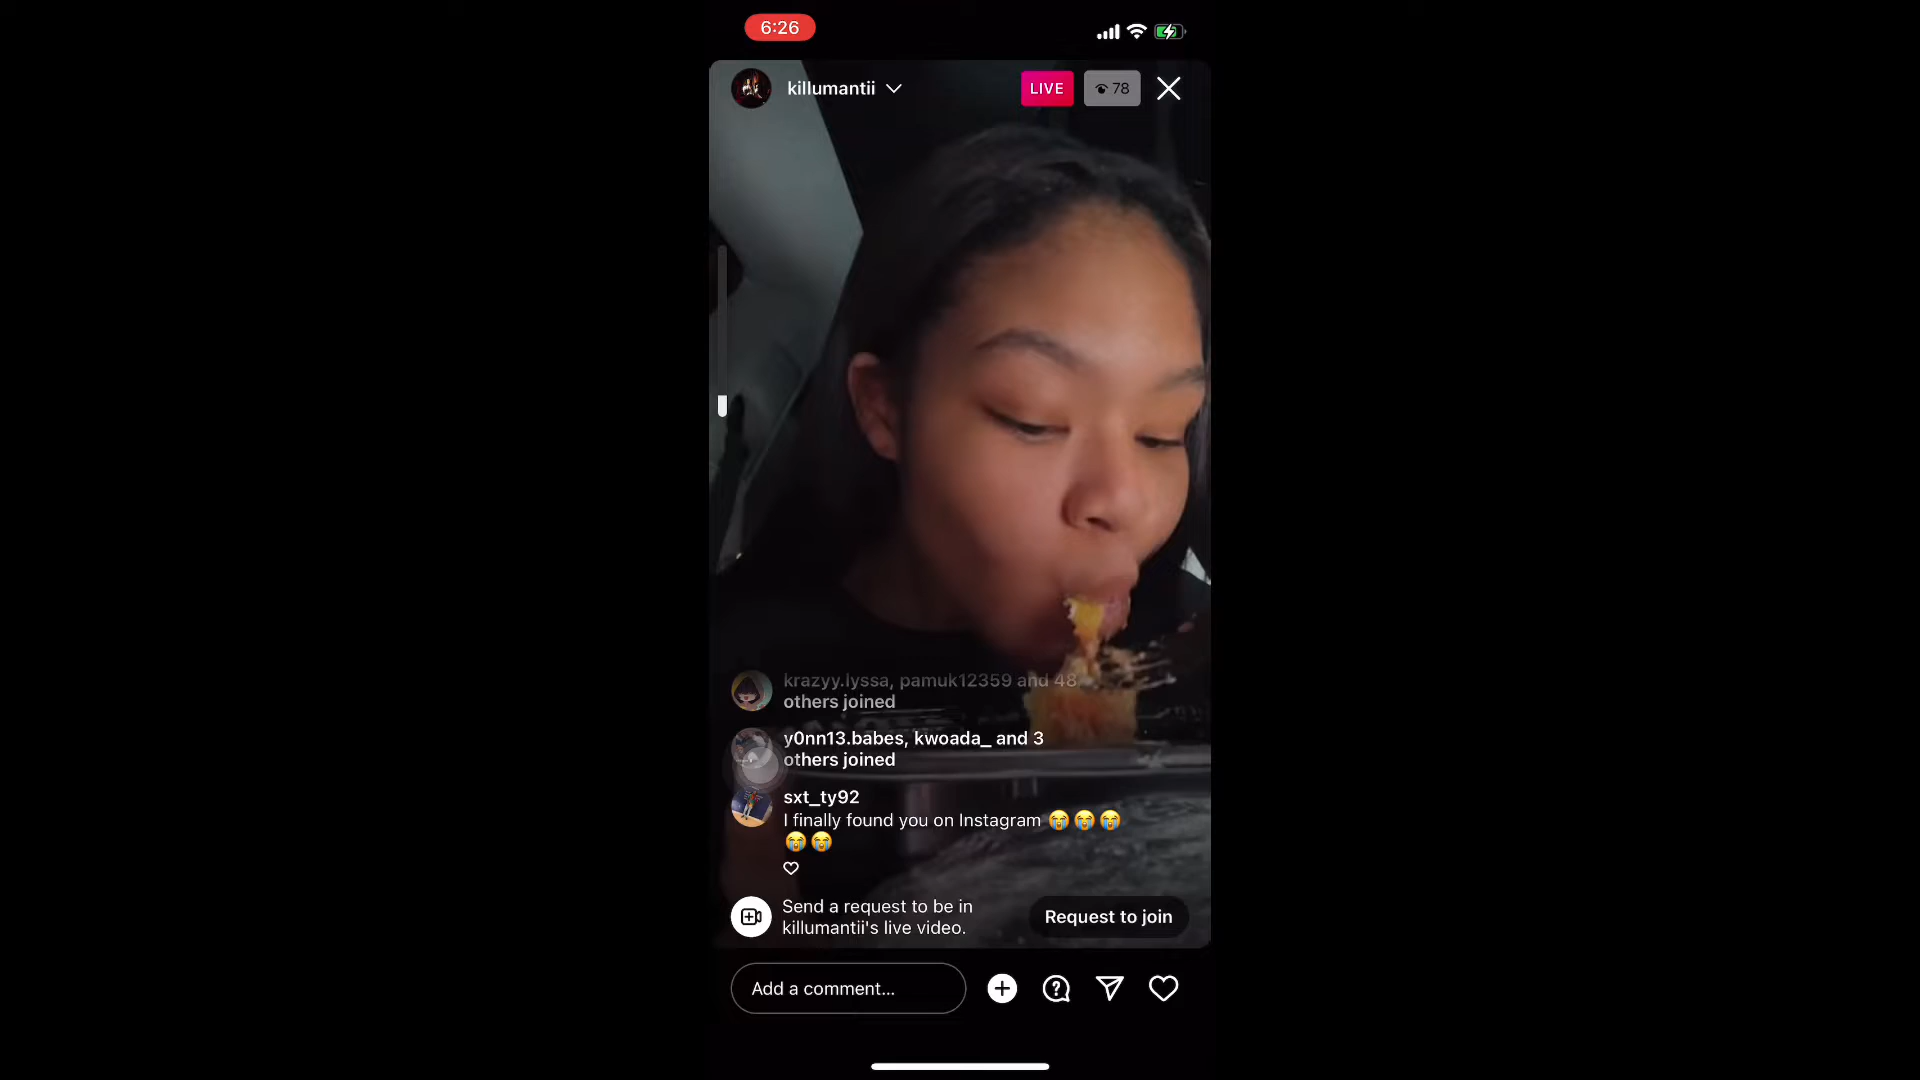 6:26
killumantii
LIVE
78
krazyy.lyssa, pamuk12359 and 48
others joined
y0nn13.babes, kwoada_ and 3
others joined
sxt_ty92
I finally found you on Instagram 😭😭😭
😭😭
Send a request to be in
killumantii's live video.
Request to join
Add a comment...